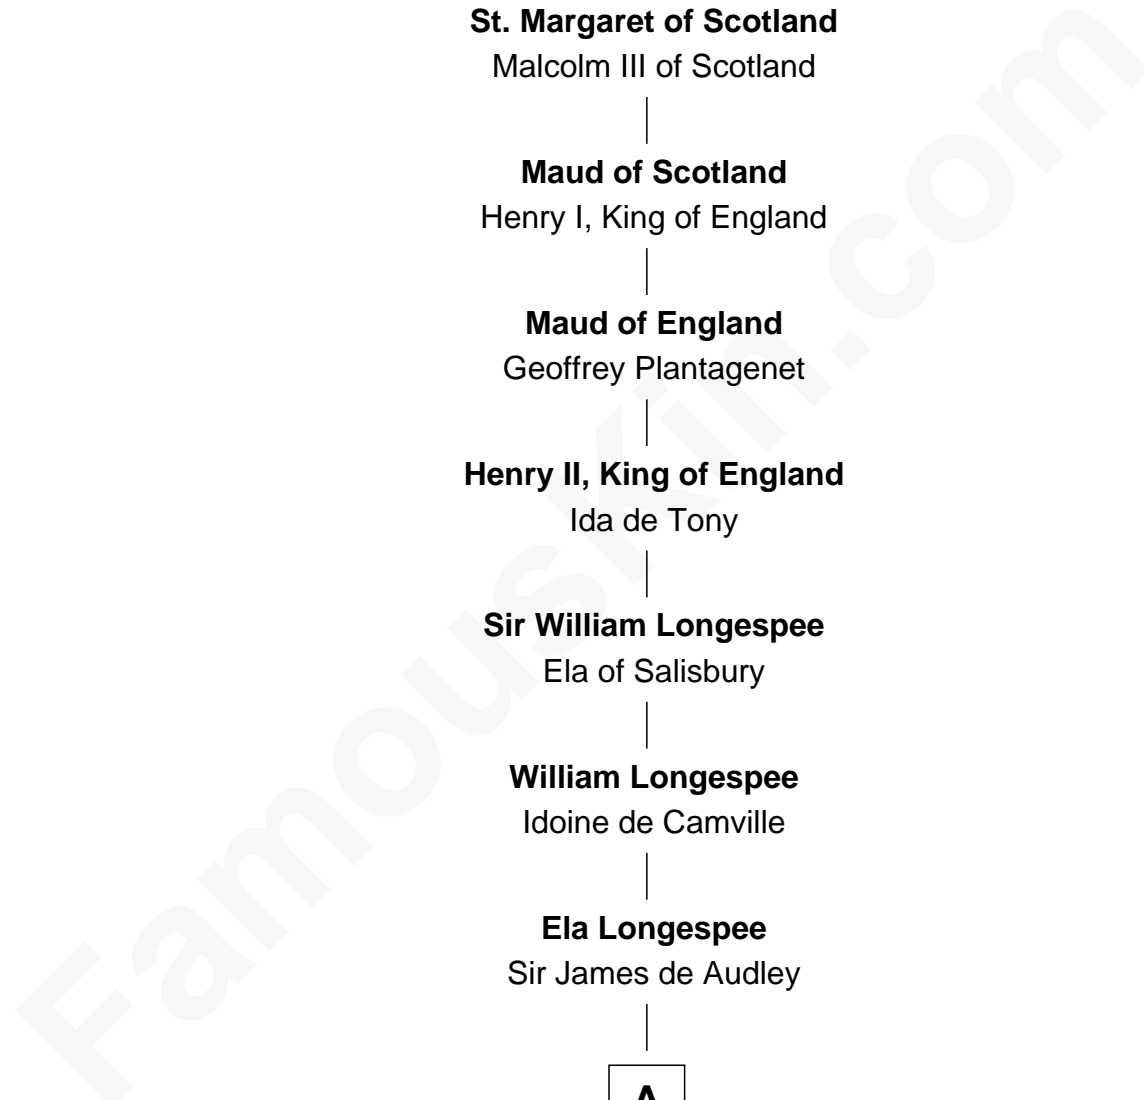 St. Margaret of Scotland
Malcolm III of Scotland
Maud of Scotland
Henry I, King of England
Maud of England
Geoffrey Plantagenet
Henry II, King of England
Ida de Tony
Sir William Longespee
Ela of Salisbury
William Longespee
Idoine de Camville
Ela Longespee
Sir James de Audley
A
FamousKin.com